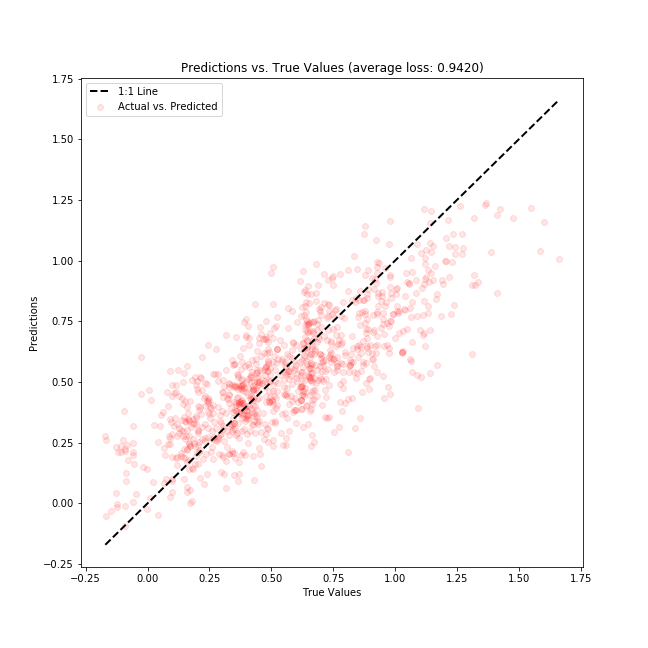 Predictions vs. True Values (average loss: 0.9420)
1:1 Line
Actual vs. Predicted
1.75
1.50
1.25
1.00
0.75
0.50
0.25
0.00
−0.25
Predictions
−0.25 0.00 0.25 0.50 0.75 1.00 1.25 1.50 1.75
True Values